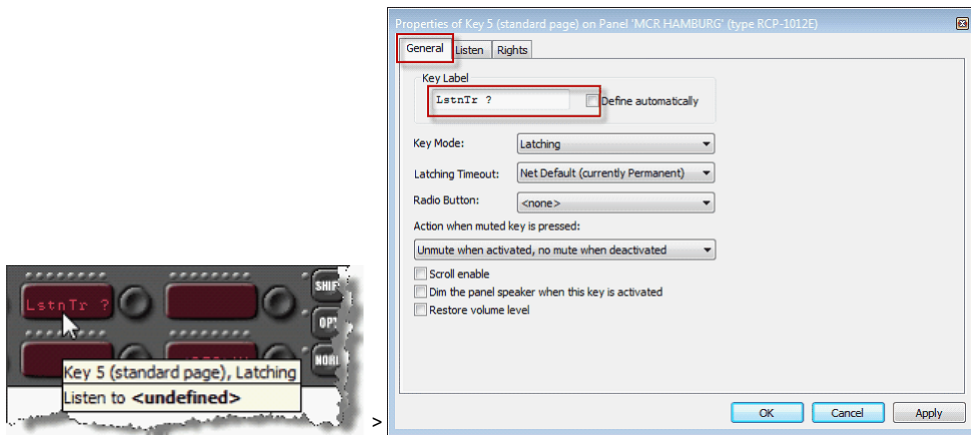 LstnTr ?
SHIF
OP
NORI
Key 5 (standard page), Latching
Listen to <undefined>
>
Properties of Key 5 (standard page) on Panel 'MCR HAMBURG' (type RCP-1012E)
General Listen Rights
Key Label
LstnTr ? Define automatically
Key Mode: Latching
Latching Timeout: Net Default (currently Permanent)
Radio Button: <none>
Action when muted key is pressed:
Unmute when activated, no mute when deactivated
Scroll enable
Dim the panel speaker when this key is activated
Restore volume level
OK Cancel Apply